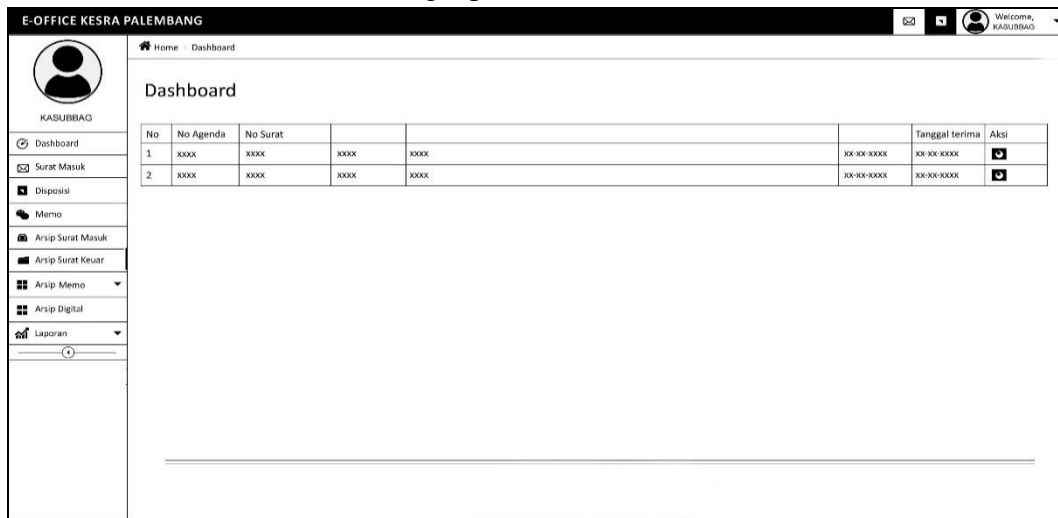 E-OFFICE KESRA PALEMBANG
Welcome,
KASUBBAG
Home Dashboard
Dashboard
KASUBBAG
Dashboard
Surat Masuk
Disposisi
Memo
Arsip Surat Masuk
Arsip Surat Keuar
Arsip Memo
Arsip Digital
Laporan
No No Agenda No Surat Tanggal terima Aksi
1 xxxx xxxx xxxx xxxx xx-xx-xxxx xx-xx-xxxx
2 xxxx xxxx xxxx xxxx xx-xx-xxxx xx-xx-xxxx